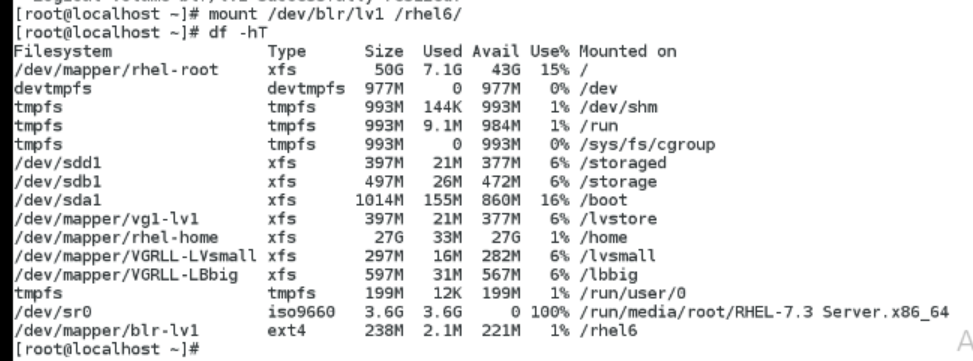 [root@localhost ~]# mount /dev/blr/lv1 /rhel6/
[root@localhost ~]# df -hT
Filesystem Type Size Used Avail Use% Mounted on
/dev/mapper/rhel-root xfs 50G 7.1G 43G 15% /
devtmpfs devtmpfs 977M 0 977M 0% /dev
tmpfs tmpfs 993M 144K 993M 1% /dev/shm
tmpfs tmpfs 993M 9.1M 984M 1% /run
tmpfs tmpfs 993M 0 993M 0% /sys/fs/cgroup
/dev/sdd1 xfs 397M 21M 377M 6% /storaged
/dev/sdb1 xfs 497M 26M 472M 6% /storage
/dev/sda1 xfs 1014M 155M 860M 16% /boot
/dev/mapper/vg1-lv1 xfs 397M 21M 377M 6% /lvstore
/dev/mapper/rhel-home xfs 27G 33M 27G 1% /home
/dev/mapper/VGRLL-LVsmall xfs 297M 16M 282M 6% /lvsmall
/dev/mapper/VGRLL-LBbig xfs 597M 31M 567M 6% /lbbig
tmpfs tmpfs 199M 12K 199M 1% /run/user/0
/dev/sr0 iso9660 3.6G 3.6G 0 100% /run/media/root/RHEL-7.3 Server.x86_64
/dev/mapper/blr-lv1 ext4 238M 2.1M 221M 1% /rhel6
[root@localhost ~]#
A